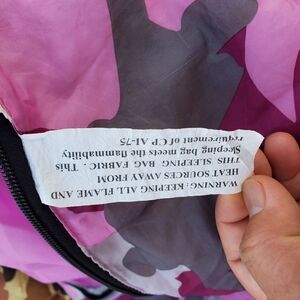 WARNING: KEEPING ALL FLAME AND
HEAT SOURCES SWAY FROM
THIS SLEEPING BAG FABRIC . This
Sleeping bag meets the flammability
requirement of CP AI-75